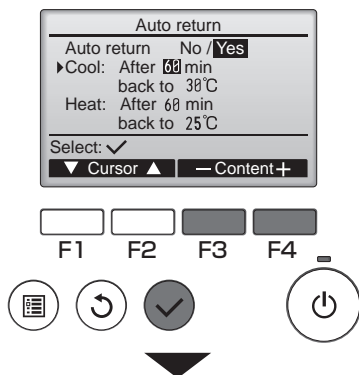 Auto return
Auto return No / Yes
Cool: After 60 min
back to 30°C
Heat: After 60 min
back to 25°C
Select:
Cursor — Content +
F1 F2 F3 F4